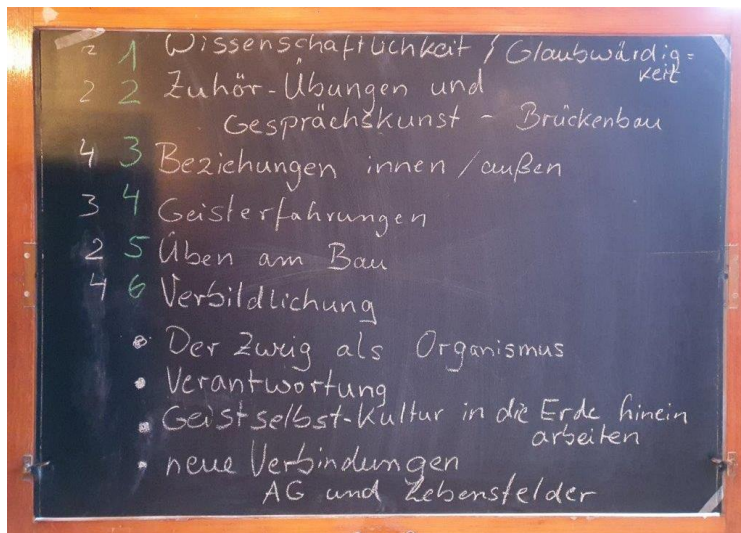 2 1 Wissenschaftlichkeit / Glaubwürdig=
keit
2 2 Zuhör-Übungen und
Gesprächskunst - Brückenbau
4 3 Beziehungen innen/außen
3 4 Geisterfahrungen
2 5 Üben am Bau
4 6 Verbildlichung
• Der Zweig als Organismus
• Verantwortung
• Geistselbst-Kultur in die Erde hinein
arbeiten
• neue Verbindungen
AG und Lebensfelder